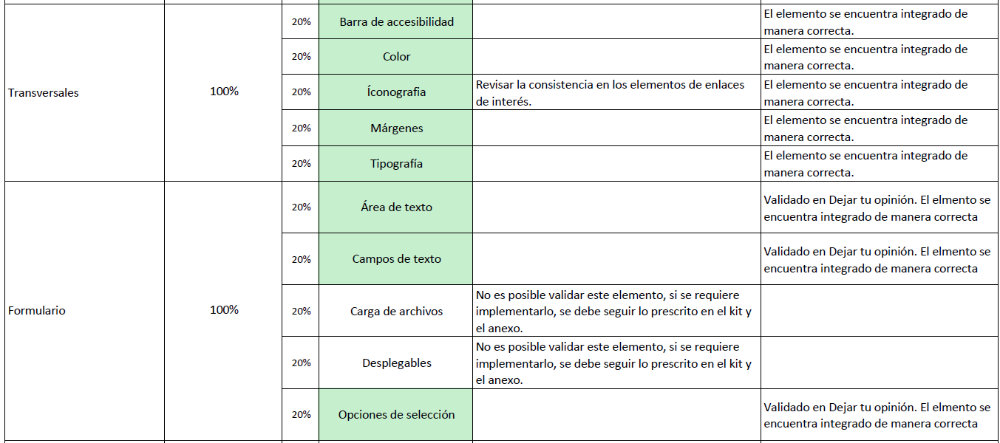 Transversales
100%
20%
Barra de accesibilidad
El elemento se encuentra integrado de
manera correcta.
20%
Color
El elemento se encuentra integrado de
manera correcta.
20%
Íconografia
Revisar la consistencia en los elementos de enlaces
de interés.
El elemento se encuentra integrado de
manera correcta.
20%
Márgenes
El elemento se encuentra integrado de
manera correcta.
20%
Tipografía
El elemento se encuentra integrado de
manera correcta.
Formulario
100%
20%
Área de texto
Validado en Dejar tu opinión. El elmento se
encuentra integrado de manera correcta
20%
Campos de texto
Validado en Dejar tu opinión. El elmento se
encuentra integrado de manera correcta
20%
Carga de archivos
No es posible validar este elemento, si se requiere
implementarlo, se debe seguir lo prescrito en el kit y
el anexo.
20%
Desplegables
No es posible validar este elemento, si se requiere
implementarlo, se debe seguir lo prescrito en el kit y
el anexo.
20%
Opciones de selección
Validado en Dejar tu opinión. El elmento se
encuentra integrado de manera correcta